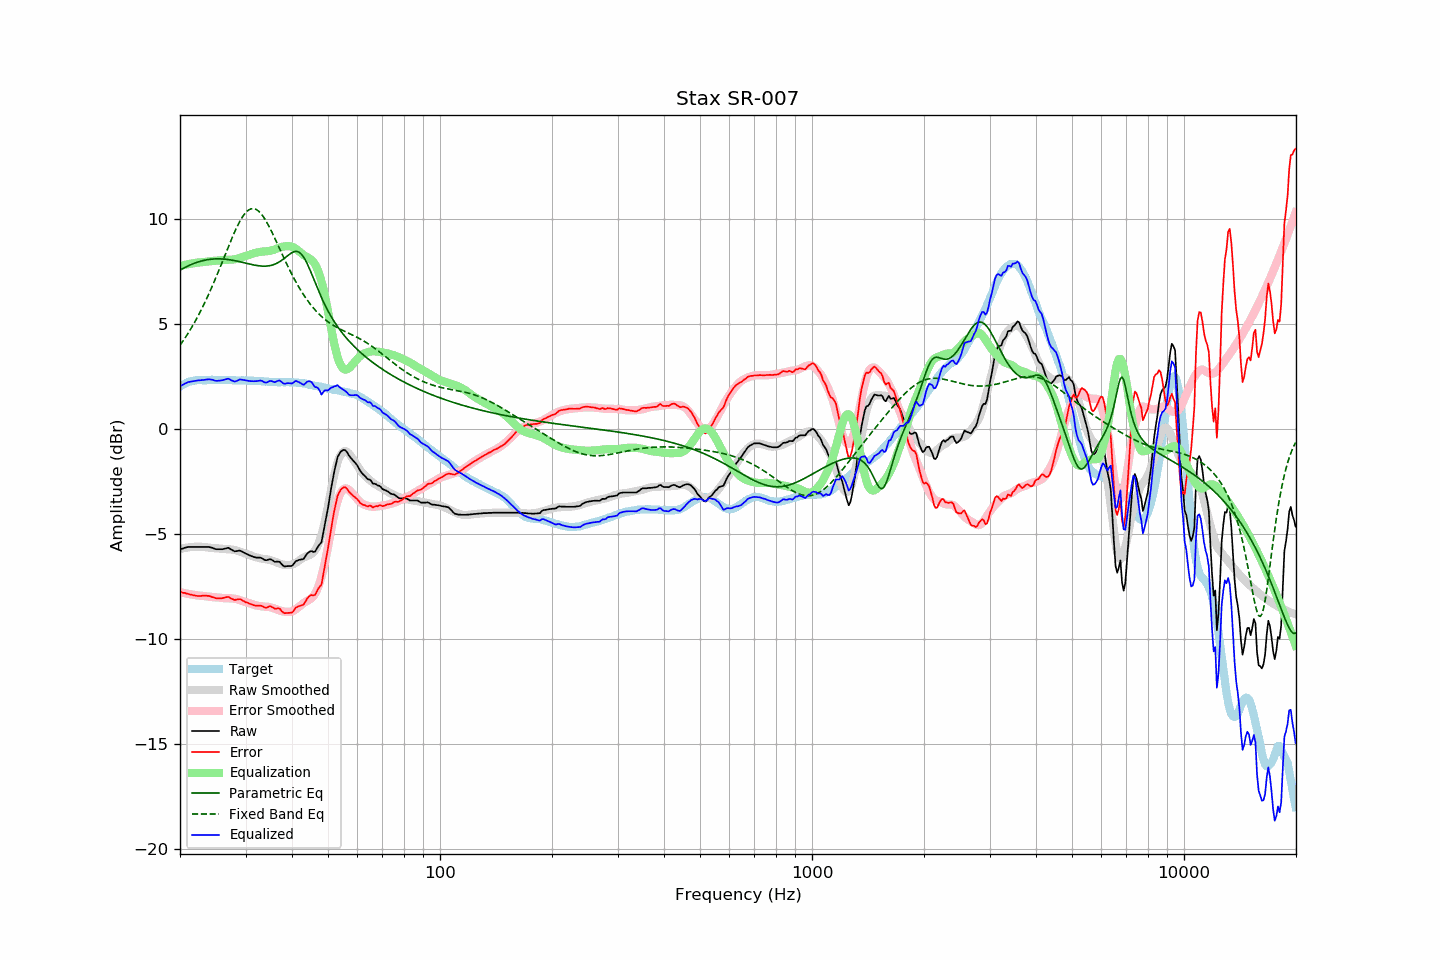 Stax SR-007
Amplitude (dBr)
10
5
0
−5
−10
−15
−20
Target
Raw Smoothed
Error Smoothed
Raw
Error
Equalization
Parametric Eq
Fixed Band Eq
Equalized
100
1000
10000
Frequency (Hz)